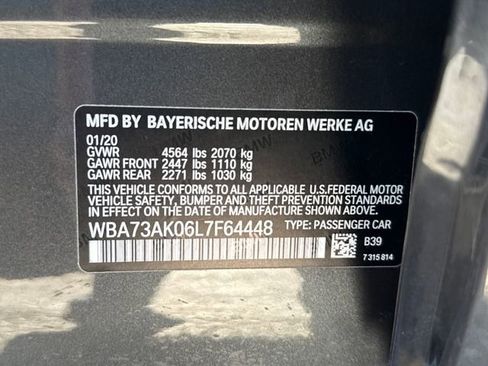 MFD BY BAYERISCHE MOTOREN WERKE AG
01/20
GVWR 4564 lbs 2070 kg
GAWR FRONT 2447 lbs 1110 kg
GAWR REAR 2271 lbs 1030 kg
THIS VEHICLE CONFORMS TO ALL APPLICABLE U.S.FEDERAL MOTOR
VEHICLE SAFETY, BUMPER, AND THEFT PREVENTION STANDARDS
IN EFFECT ON THE DATE OF MANUFACTURE SHOWN ABOVE.
WBA73AK06L7F64448 TYPE: PASSENGER CAR
B39
7 315 814